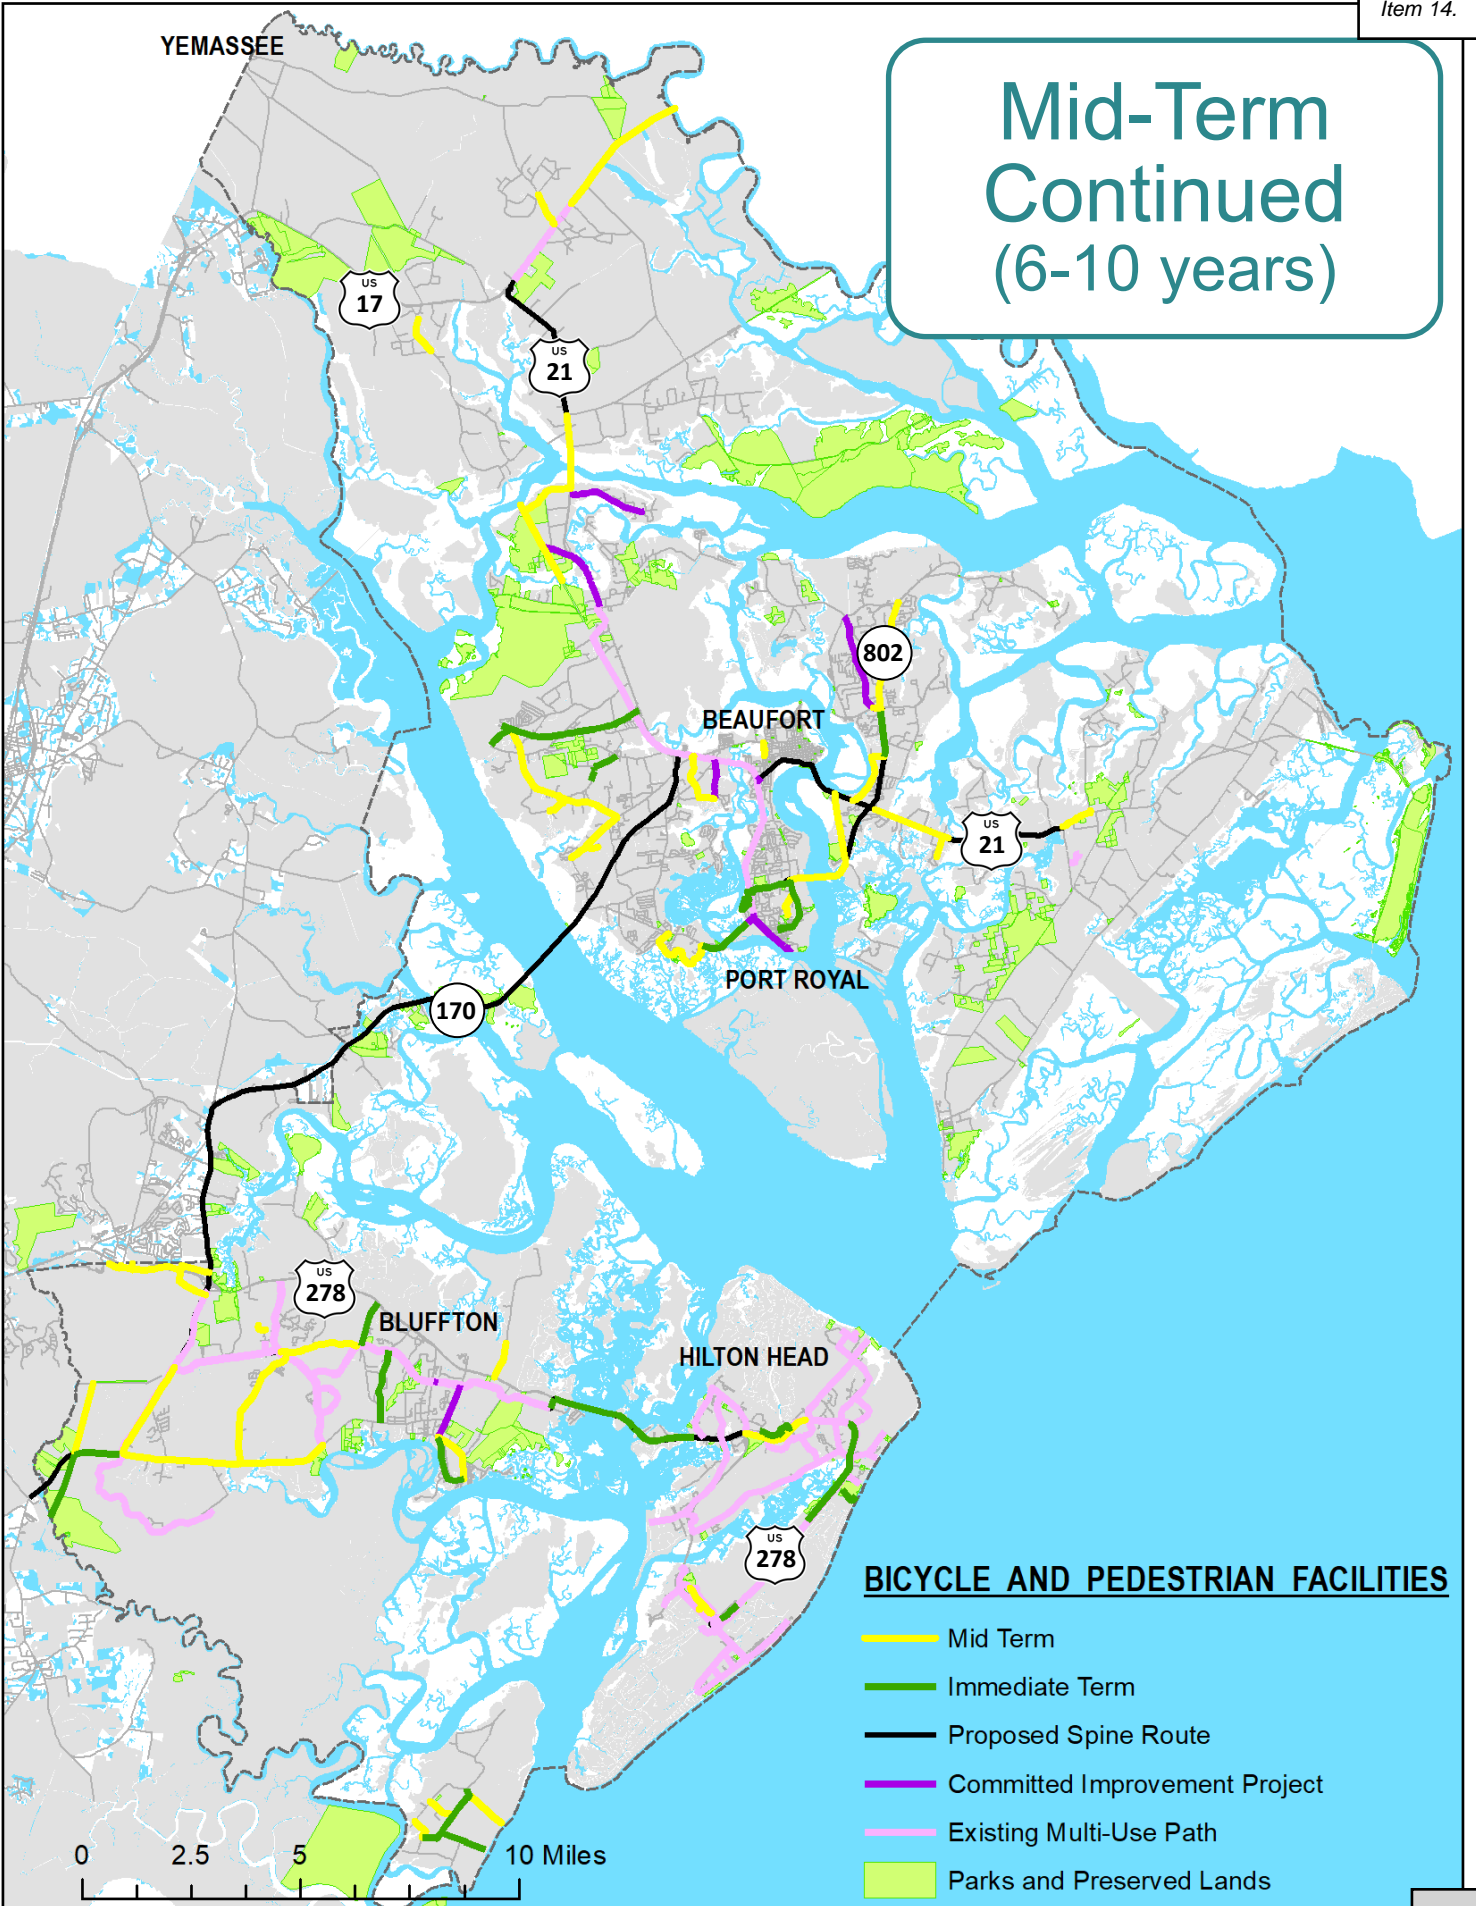 Item 14.
YEMASSEE
Mid-Term
Continued
(6-10 years)
US
17
US
21
802
BEAUFORT
US
21
PORT ROYAL
170
US
278
BLUFFTON
HILTON HEAD
US
278
BICYCLE AND PEDESTRIAN FACILITIES
Mid Term
Immediate Term
Proposed Spine Route
Committed Improvement Project
Existing Multi-Use Path
Parks and Preserved Lands
0 2.5 5 10 Miles